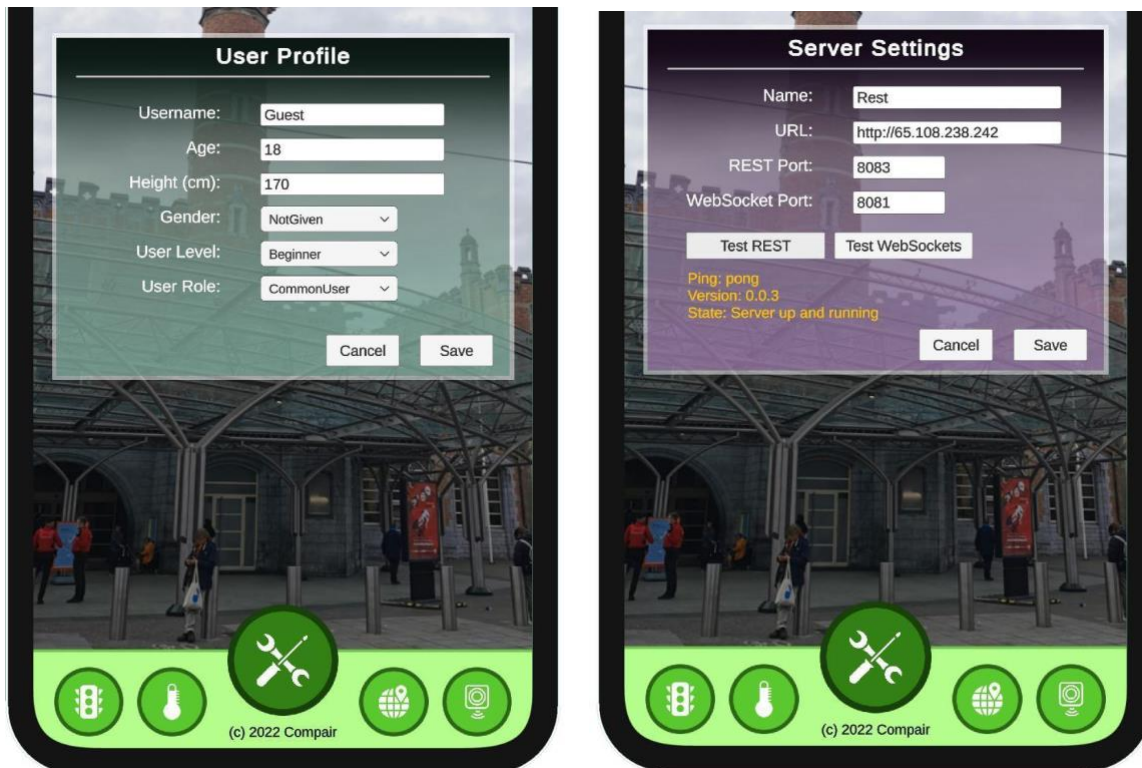 User Profile
Username: Guest
Age: 18
Height (cm): 170
Gender: NotGiven
User Level: Beginner
User Role: CommonUser
Cancel Save
(c) 2022 Compair
Server Settings
Name: Rest
URL: http://65.108.238.242
REST Port: 8083
WebSocket Port: 8081
Test REST Test WebSockets
Ping: pong
Version: 0.0.3
State: Server up and running
Cancel Save
(c) 2022 Compair